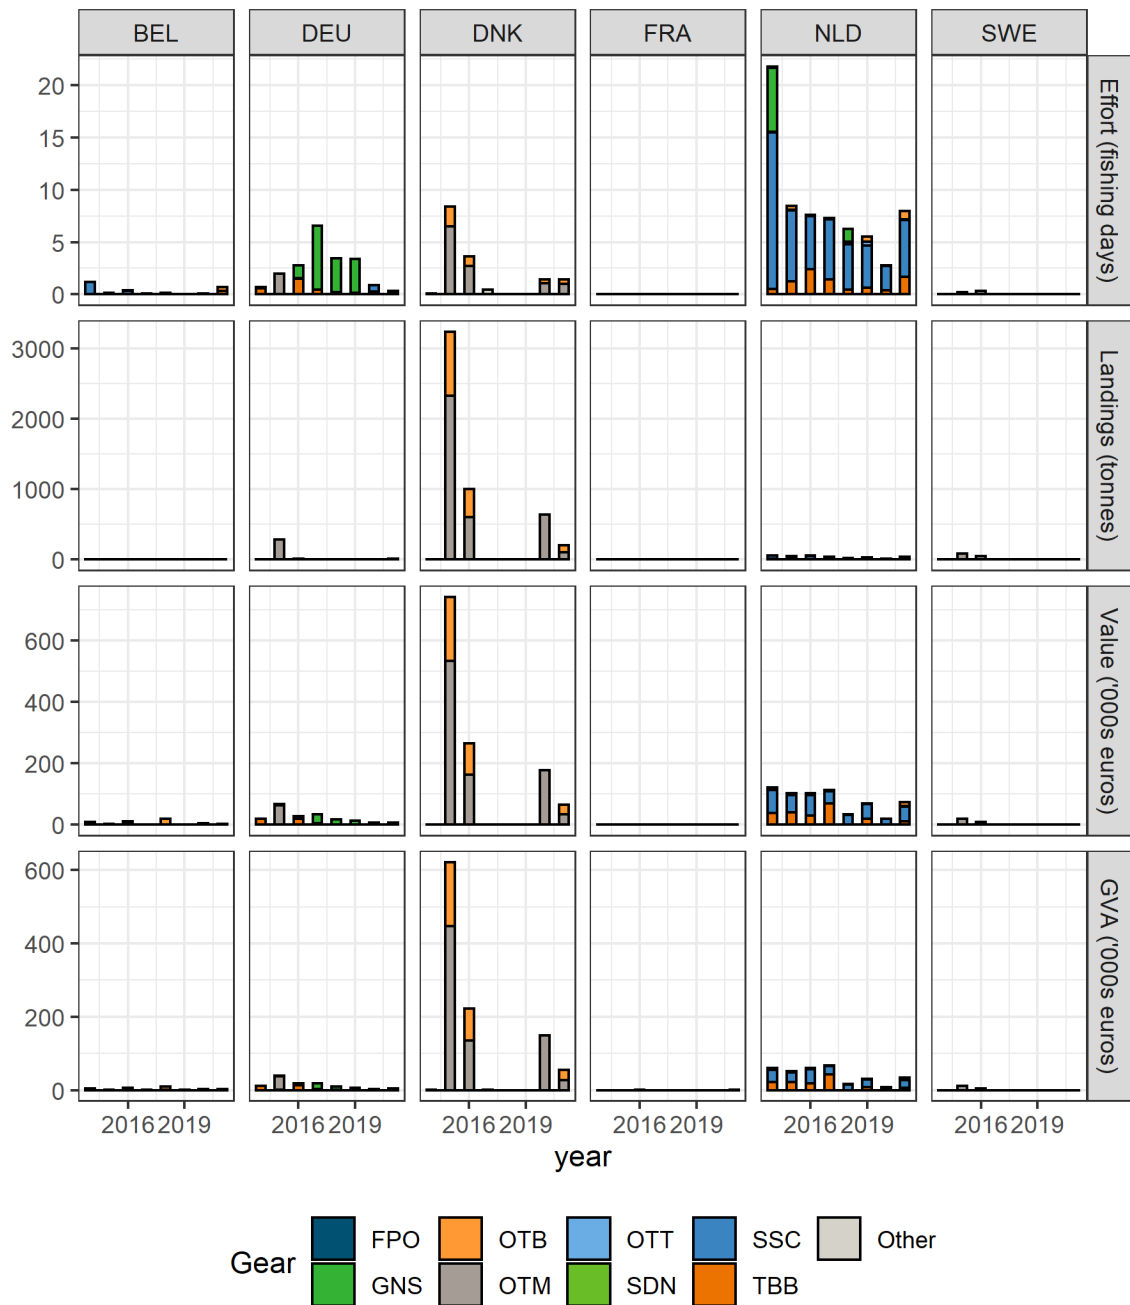 BEL DEU DNK FRA NLD SWE
20
15
10
5
0
Effort (fishing days)
3000
2000
1000
0
Landings (tonnes)
600
400
200
0
Value ('000s euros)
600
400
200
0
GVA ('000s euros)
2016 2019 2016 2019 2016 2019 2016 2019 2016 2019 2016 2019
year
Gear
FPO OTB OTT SSC Other
GNS OTM SDN TBB